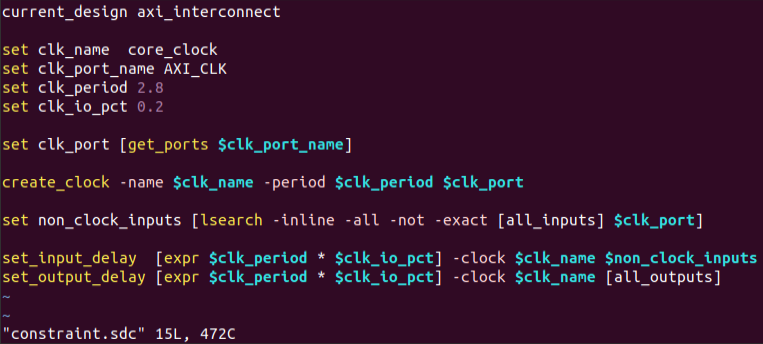 current_design axi_interconnect
set clk_name  core_clock
set clk_port_name AXI_CLK
set clk_period 2.8
set clk_io_pct 0.2
set clk_port [get_ports $clk_port_name]
create_clock -name $clk_name -period $clk_period $clk_port
set non_clock_inputs [lsearch -inline -all -not -exact [all_inputs] $clk_port]
set_input_delay  [expr $clk_period * $clk_io_pct] -clock $clk_name $non_clock_inputs
set_output_delay [expr $clk_period * $clk_io_pct] -clock $clk_name [all_outputs]
~
~
"constraint.sdc" 15L, 472C